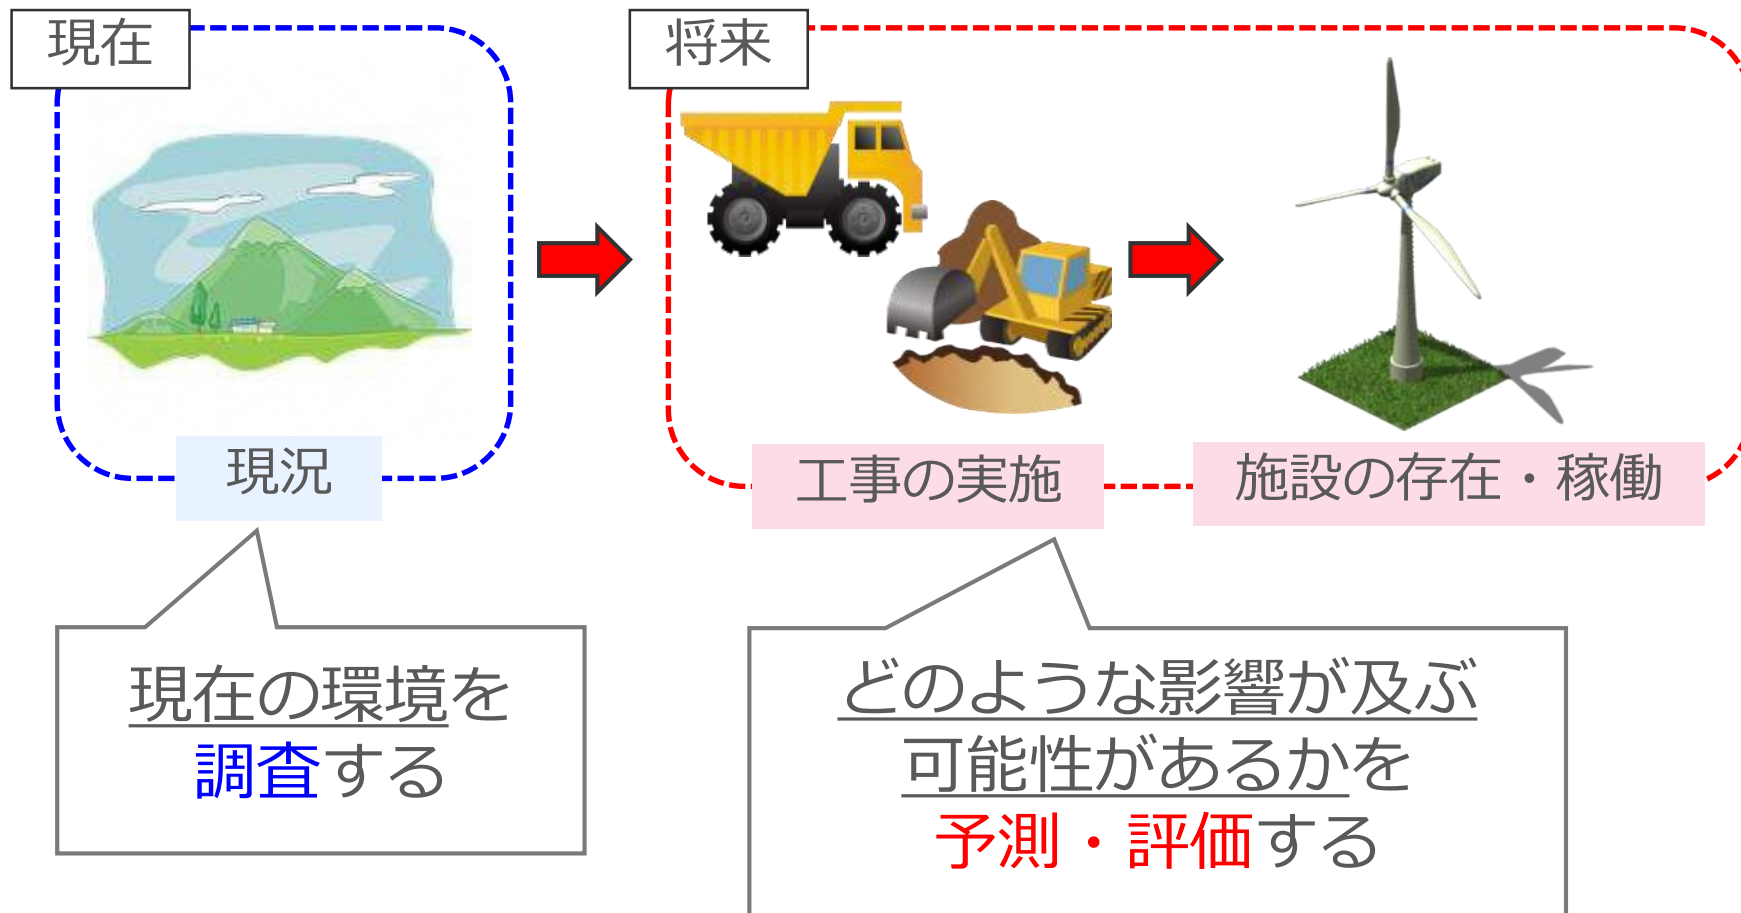 現在
将来
現況
工事の実施
施設の存在・稼働
現在の環境を
調査する
どのような影響が及ぶ
可能性があるかを
予測・評価する